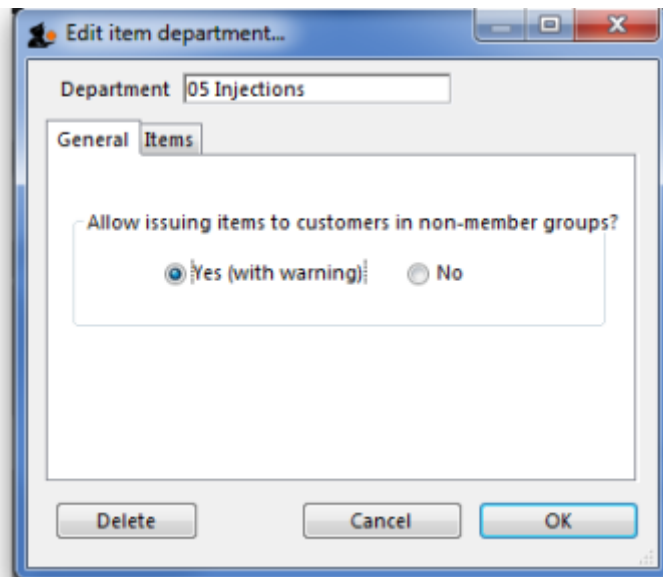 Edit item department...
Department 05 Injections
General Items
Allow issuing items to customers in non-member groups?
Yes (with warning) No
Delete Cancel OK